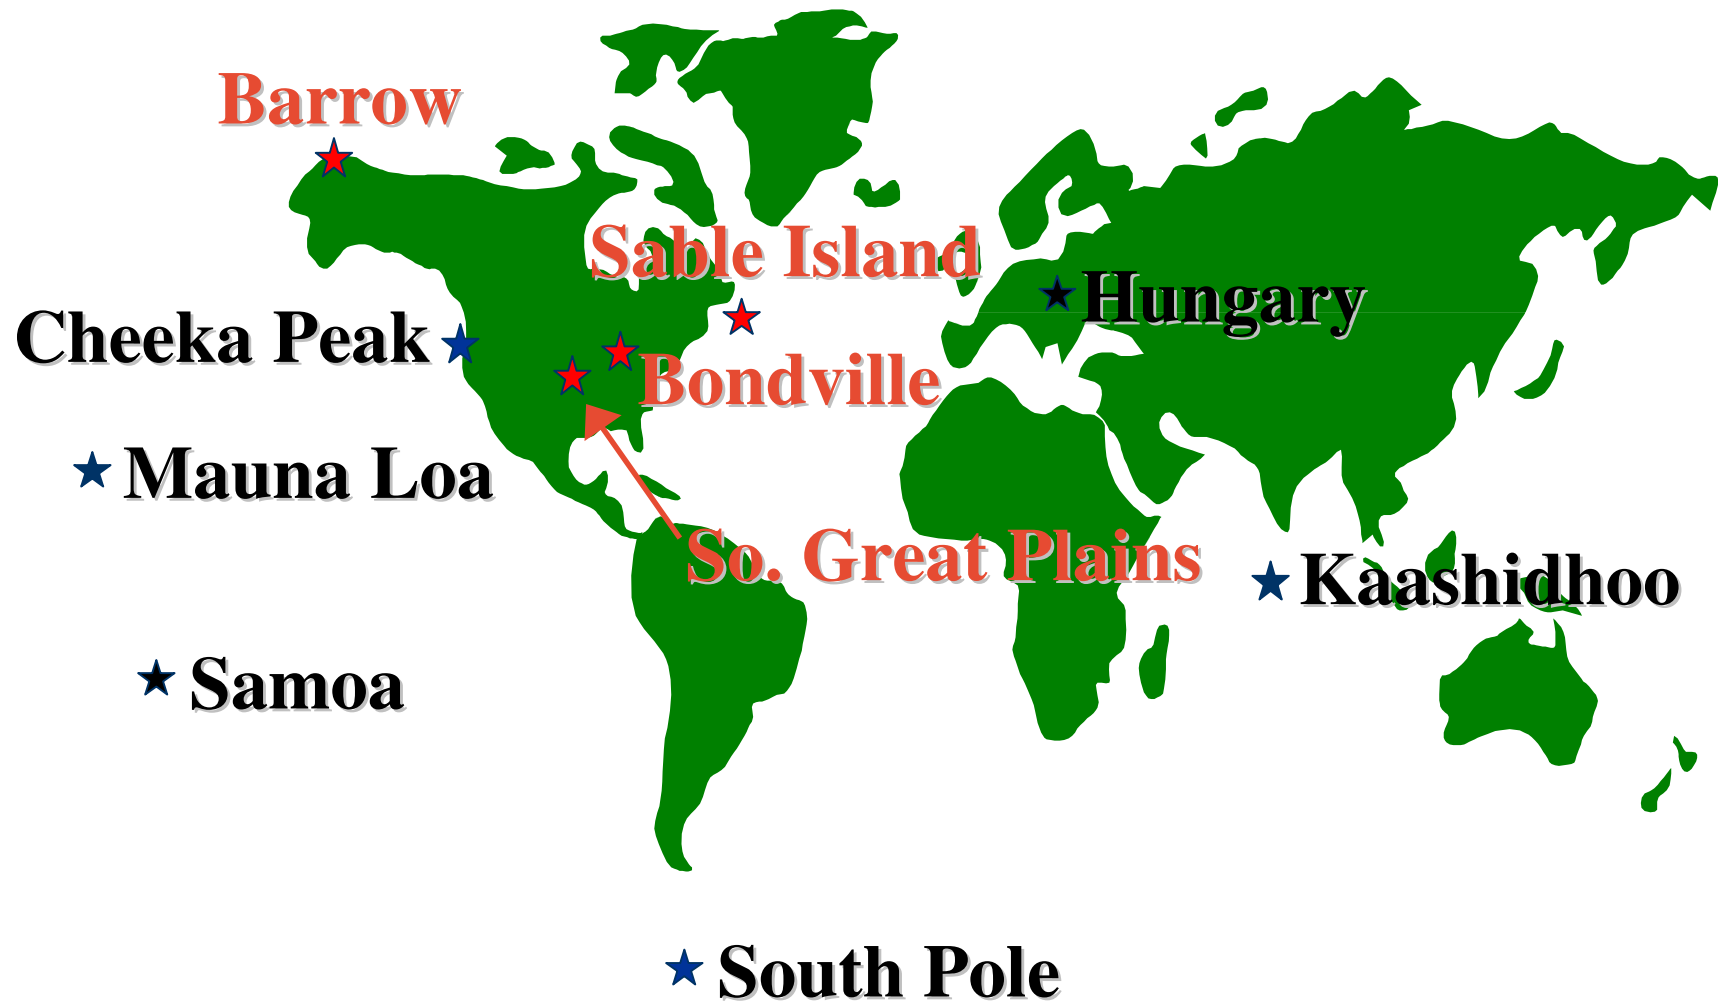 Barrow
Sable Island
Hungary
Cheeka Peak
Bondville
Mauna Loa
So. Great Plains
Kaashidhoo
Samoa
South Pole